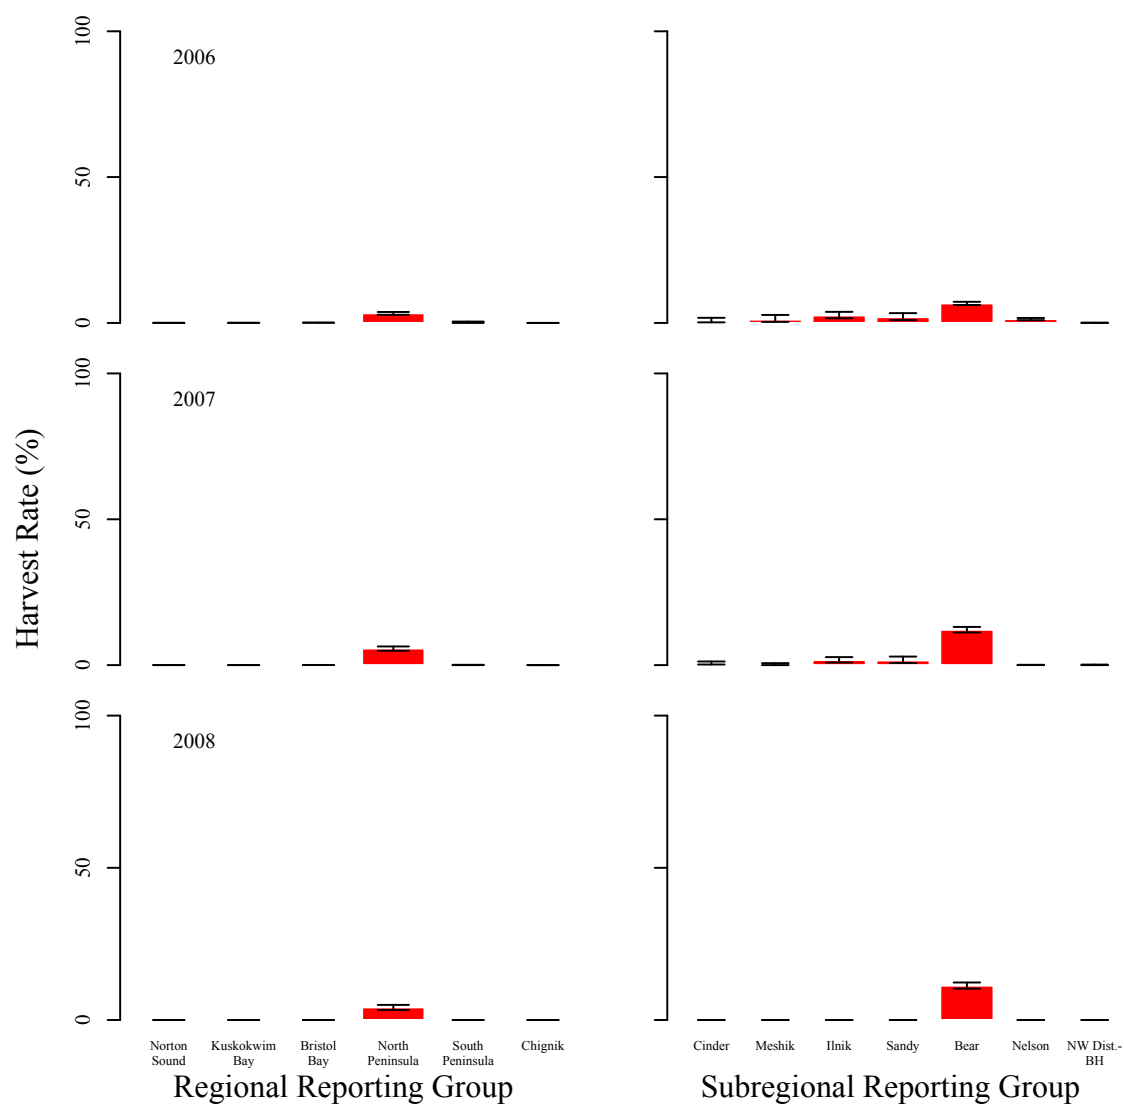 Harvest Rate (%)
100
50
0
2006
100
50
0
2007
100
50
0
2008
Norton Sound
Kuskokwim Bay
Bristol Bay
North Peninsula
South Peninsula
Chignik
Regional Reporting Group
Cinder
Meshik
Ilnik
Sandy
Bear
Nelson
NW Dist.-BH
Subregional Reporting Group